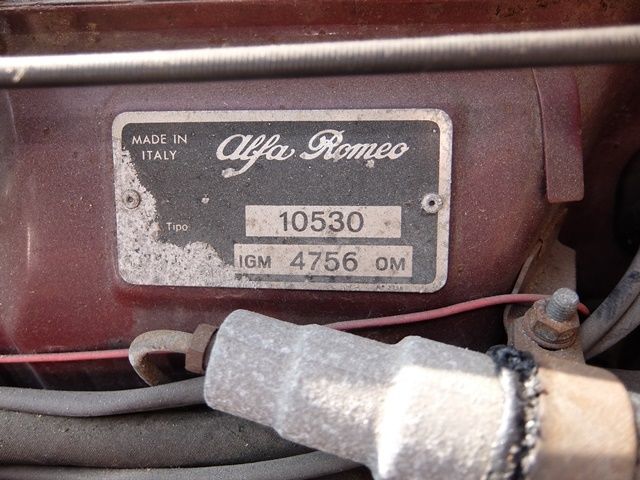 MADE IN
ITALY
Alfa Romeo
Tipo
10530
IGM 4756 OM